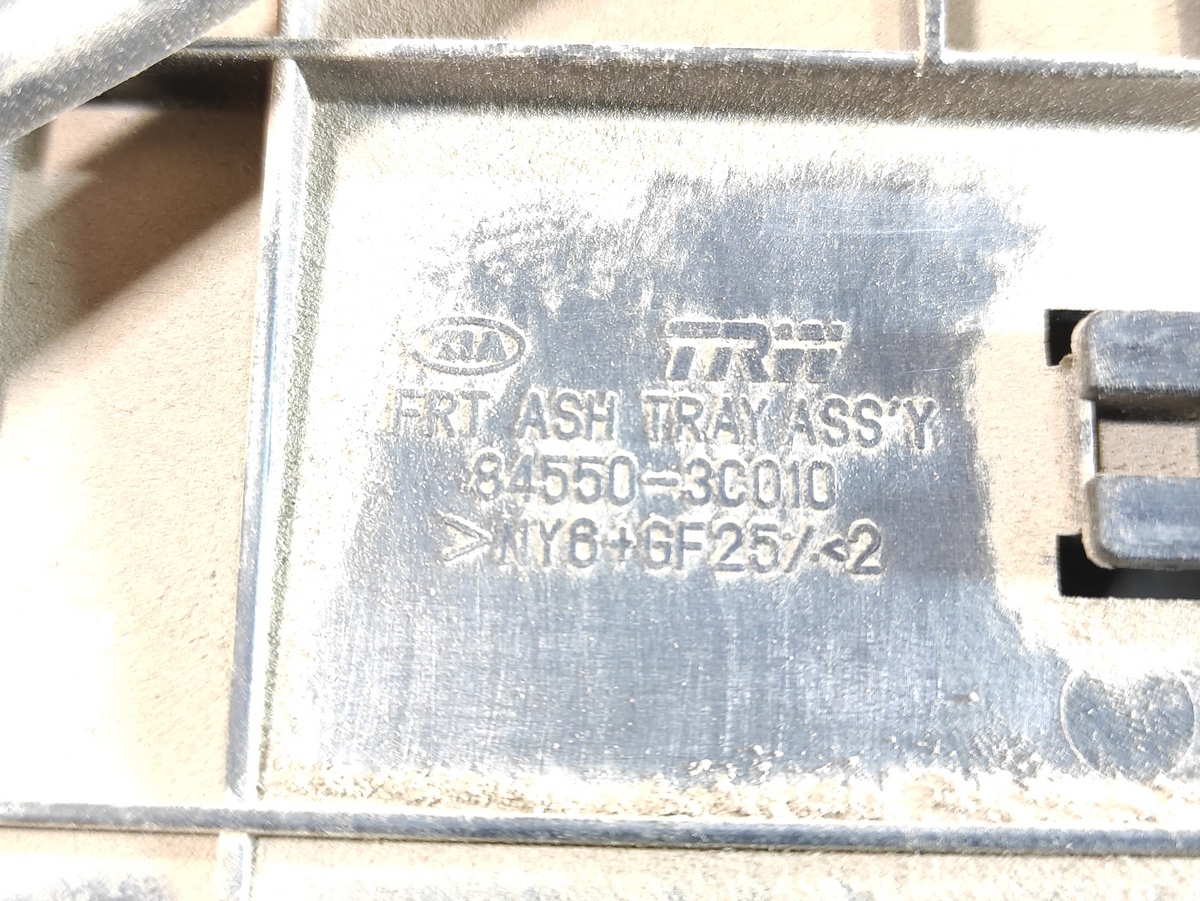 KIA TRW
FRT ASH TRAY ASS'Y
84550-3C010
>NY6+GF25/<2